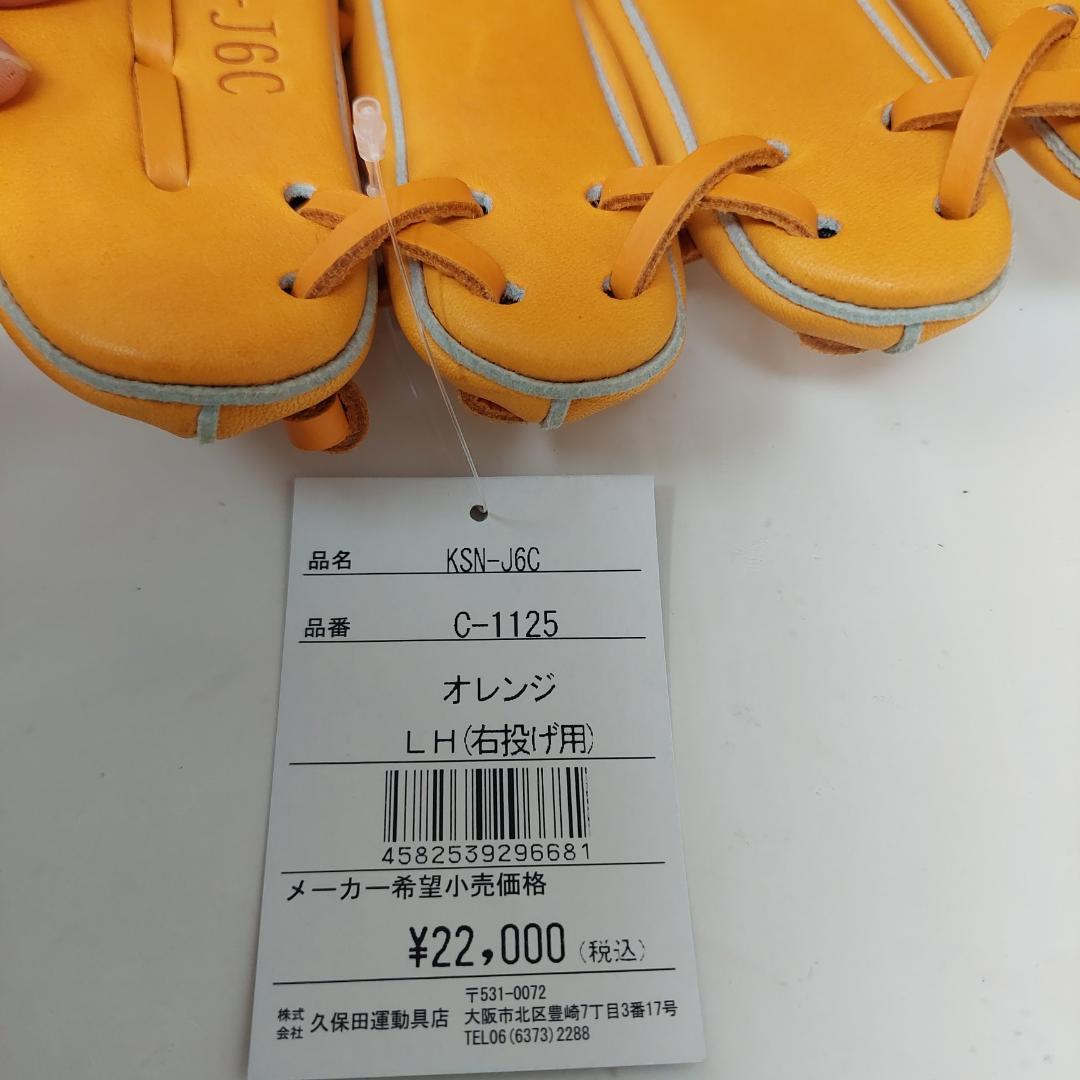 -J6C
品名 KSN-J6C
品番 C-1125
オレンジ
LH(右投げ用)
4582539296681
メーカー希望小売価格
¥22,000 (税込)
株式会社 久保田運動具店
〒531-0072
大阪市北区豊崎7丁目3番17号
TEL06(6373)2288